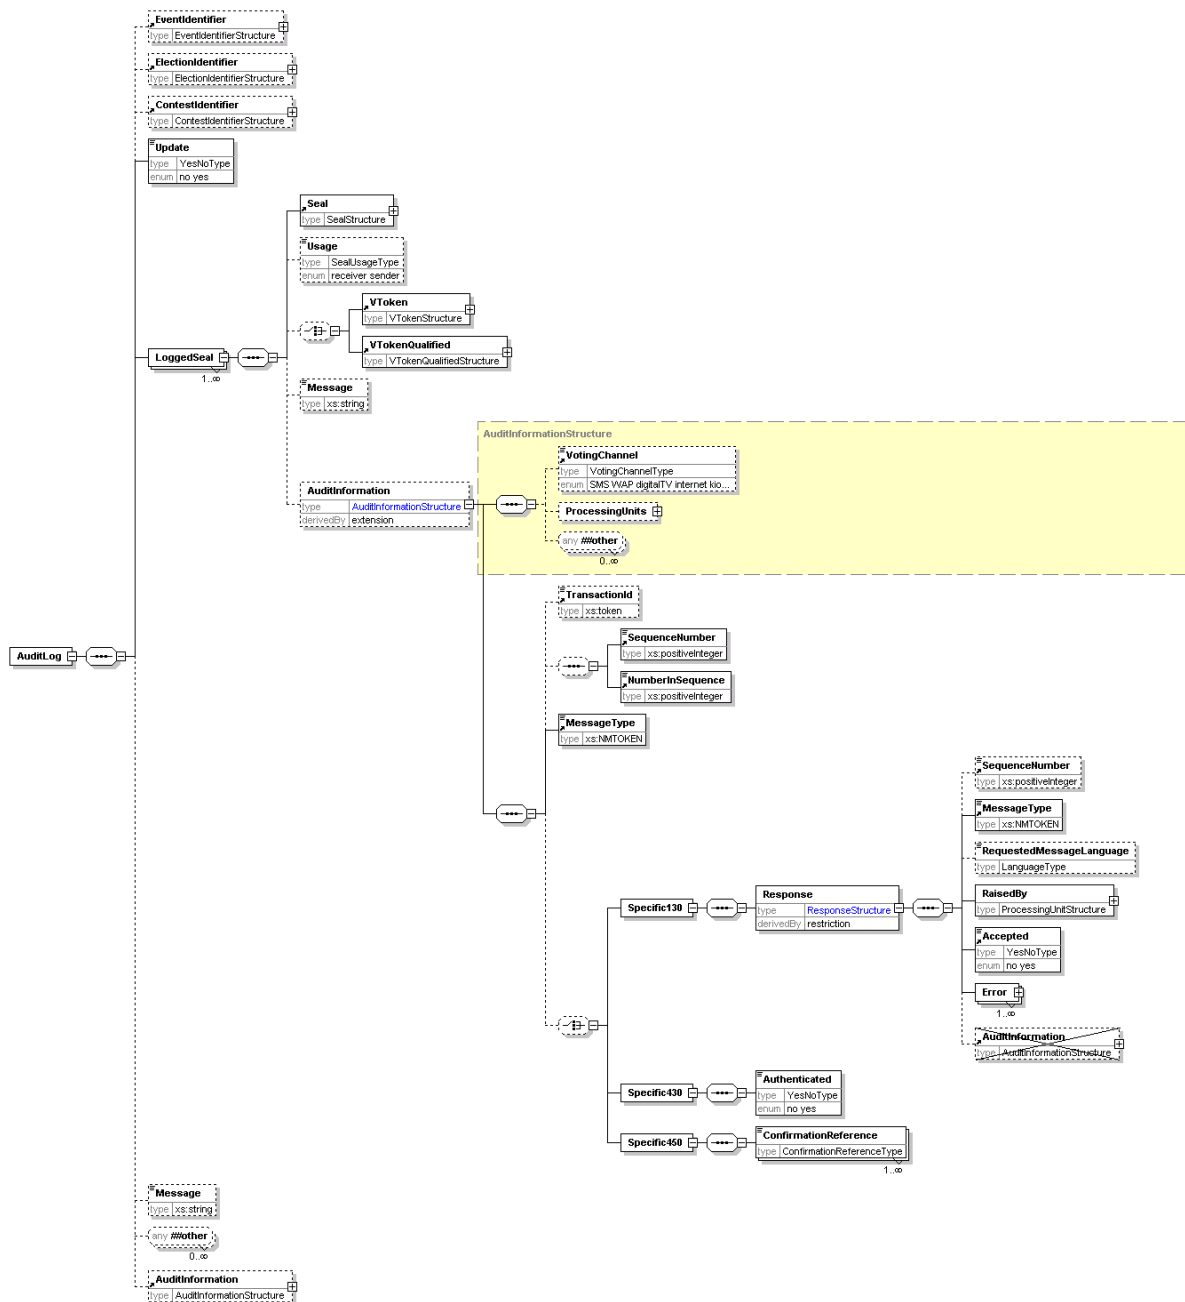 EventIdentifier
type EventIdentifierStructure
ElectionIdentifier
type ElectionIdentifierStructure
ContestIdentifier
type ContestIdentifierStructure
Update
type YesNoType
enum no yes
Seal
type SealStructure
Usage
type SealUsageType
enum receiver sender
VToken
type VTokenStructure
VTokenQualified
type VTokenQualifiedStructure
LoggedSeal
1..∞
Message
type xs:string
AuditInformationStructure
VotingChannel
type VotingChannelType
enum SMS WAP digitalTV internet kio...
AuditInformation
type AuditInformationStructure
derivedBy extension
ProcessingUnits
any ##other
0..∞
TransactionId
type xs:token
SequenceNumber
type xs:positiveInteger
NumberInSequence
type xs:positiveInteger
AuditLog
MessageType
type xs:NMTOKEN
SequenceNumber
type xs:positiveInteger
MessageType
type xs:NMTOKEN
RequestedMessageLanguage
type LanguageType
Specific130
Response
type ResponseStructure
derivedBy restriction
RaisedBy
type ProcessingUnitStructure
Accepted
type YesNoType
enum no yes
Error
1..∞
AuditInformation
type AuditInformationStructure
Specific430
Authenticated
type YesNoType
enum no yes
Specific450
ConfirmationReference
type ConfirmationReferenceType
1..∞
Message
type xs:string
any ##other
0..∞
AuditInformation
type AuditInformationStructure